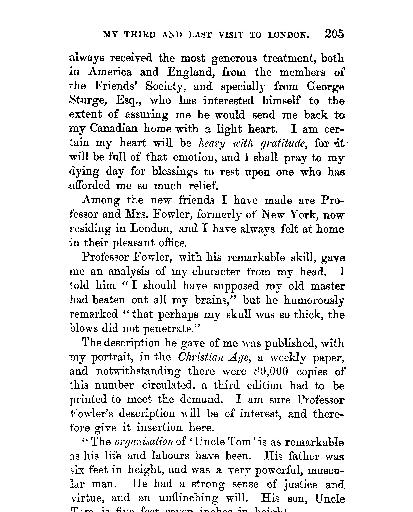 MY THIRD AND LAST VISIT TO LONDON. 205
always received the most generous treatment, both
in America and England, from the members of
the Friends' Society, and specially from George
Sturge, Esq., who has interested himself to the
extent of assuring me he would send me back to
my Canadian home with a light heart. I am cer-
tain my heart will be heavy with gratitude, for it
will be full of that emotion, and I shall pray to my
dying day for blessings to rest upon one who has
afforded me so much relief.
Among the new friends I have made are Pro-
fessor and Mrs. Fowler, formerly of New York, now
residing in London, and I have always felt at home
in their pleasant office.
Professor Fowler, with his remarkable skill, gave
me an analysis of my character from my head. I
told him "I should have supposed my old master
had beaten out all my brains," but he humorously
remarked "that perhaps my skull was so thick, the
blows did not penetrate."
The description he gave of me was published, with
my portrait, in the Christian Age, a weekly paper,
and notwithstanding there were 80,000 copies of
this number circulated, a third edition had to be
printed to meet the demand. I am sure Professor
Fowler's description will be of interest, and there-
fore give it insertion here.
"The organisation of 'Uncle Tom' is as remarkable
as his life and labours have been. His father was
six feet in height, and was a very powerful, muscu-
lar man. He had a strong sense of justice and
virtue, and an unflinching will. His son, Uncle
Tom, is five feet seven inches in height